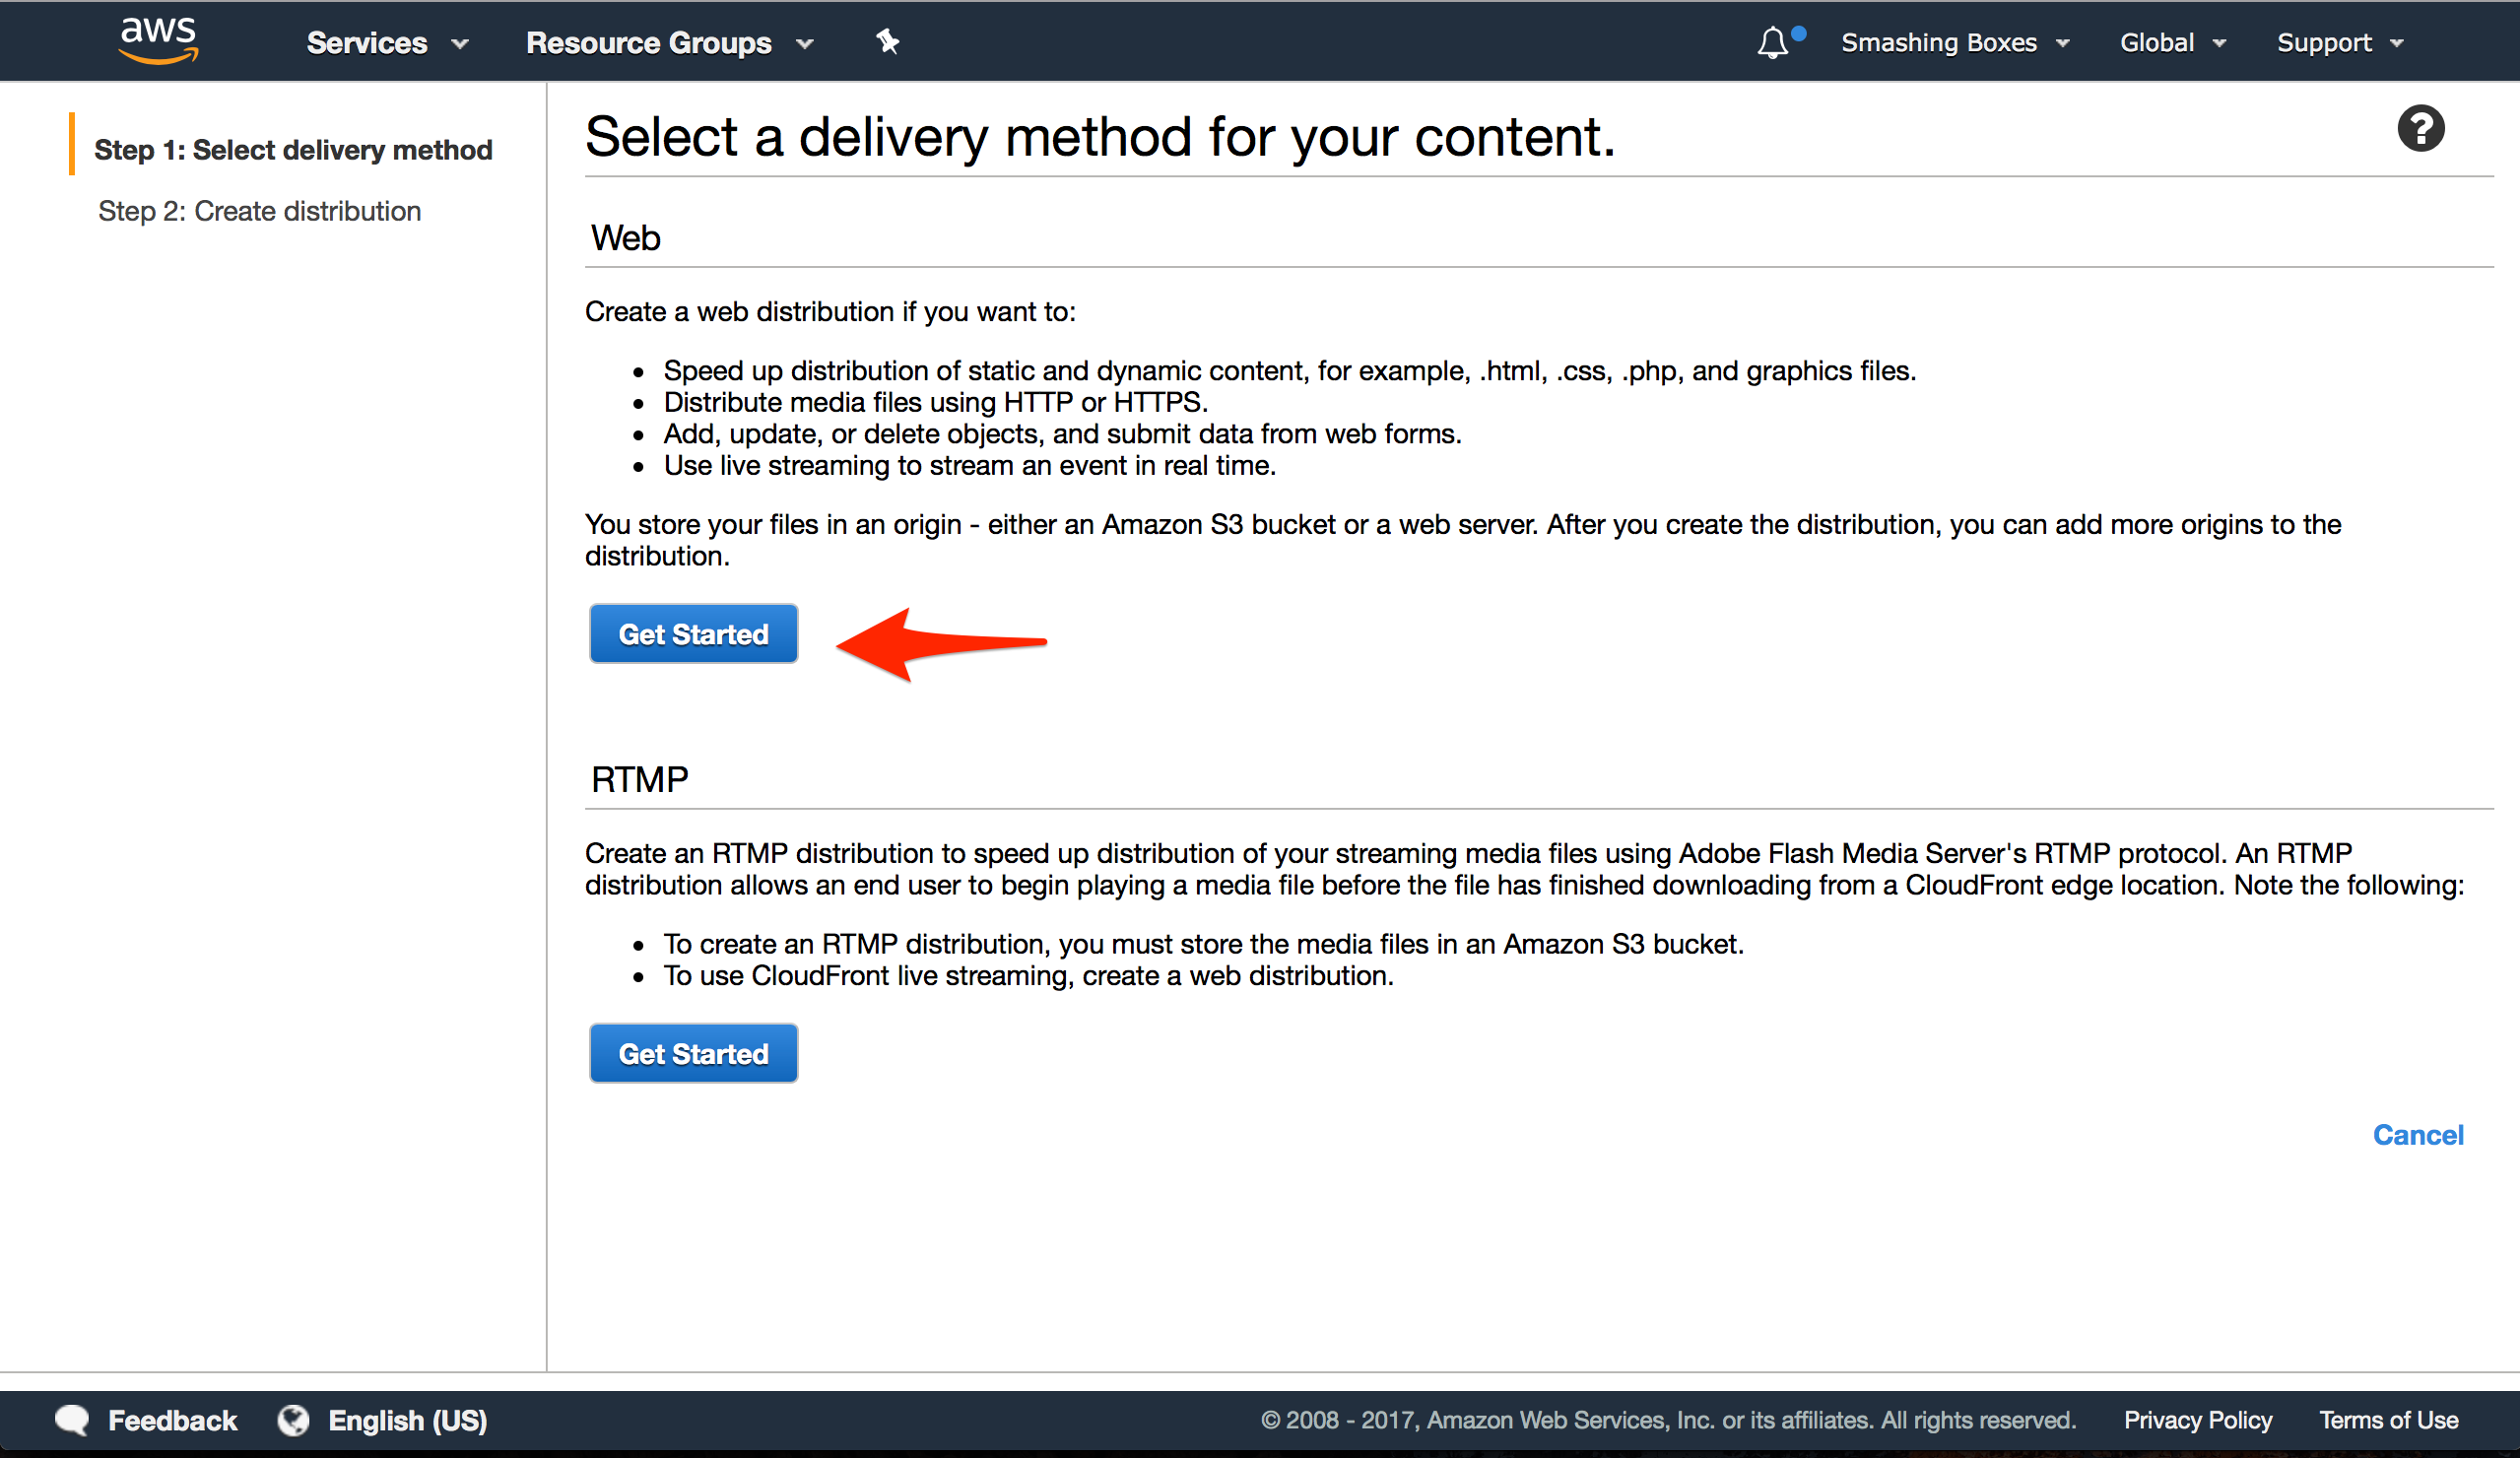 aws Services Resource Groups Smashing Boxes Global Support
Step 1: Select delivery method
Step 2: Create distribution
Select a delivery method for your content.
?
Web
Create a web distribution if you want to:
• Speed up distribution of static and dynamic content, for example, .html, .css, .php, and graphics files.
• Distribute media files using HTTP or HTTPS.
• Add, update, or delete objects, and submit data from web forms.
• Use live streaming to stream an event in real time.
You store your files in an origin - either an Amazon S3 bucket or a web server. After you create the distribution, you can add more origins to the
distribution.
Get Started
RTMP
Create an RTMP distribution to speed up distribution of your streaming media files using Adobe Flash Media Server's RTMP protocol. An RTMP
distribution allows an end user to begin playing a media file before the file has finished downloading from a CloudFront edge location. Note the following:
• To create an RTMP distribution, you must store the media files in an Amazon S3 bucket.
• To use CloudFront live streaming, create a web distribution.
Get Started
Cancel
Feedback English (US) © 2008 - 2017, Amazon Web Services, Inc. or its affiliates. All rights reserved. Privacy Policy Terms of Use